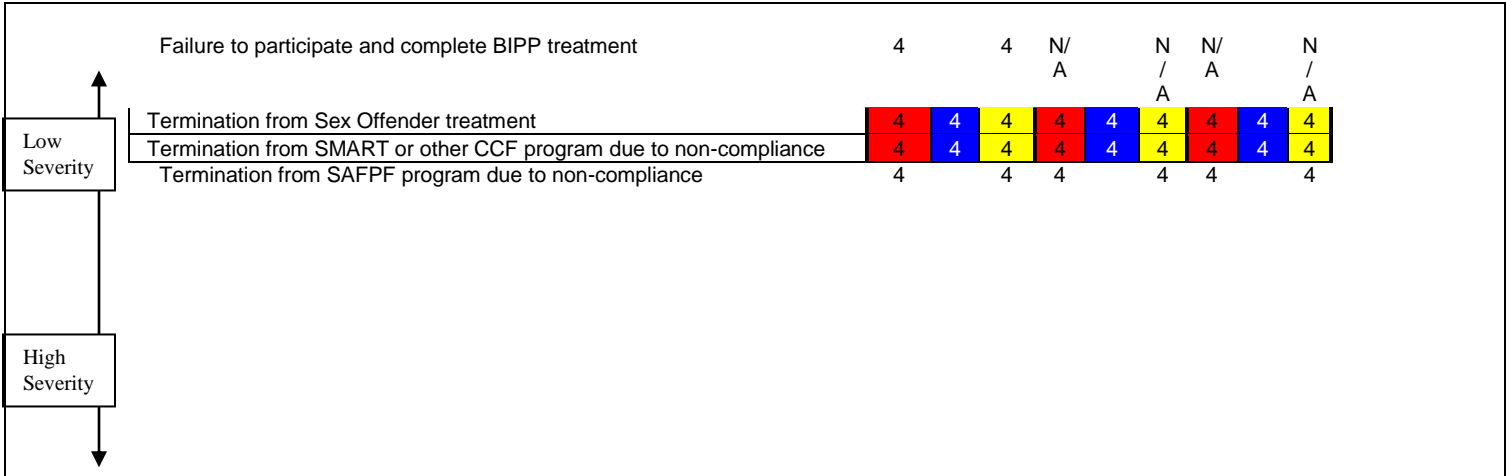 Failure to participate and complete BIPP treatment 4 4 N/A N/A N/A N/A
Termination from Sex Offender treatment 4 4 4 4 4 4 4 4 4
Termination from SMART or other CCF program due to non-compliance 4 4 4 4 4 4 4 4 4
Termination from SAFPF program due to non-compliance 4 4 4 4 4 4
Low
Severity
High
Severity